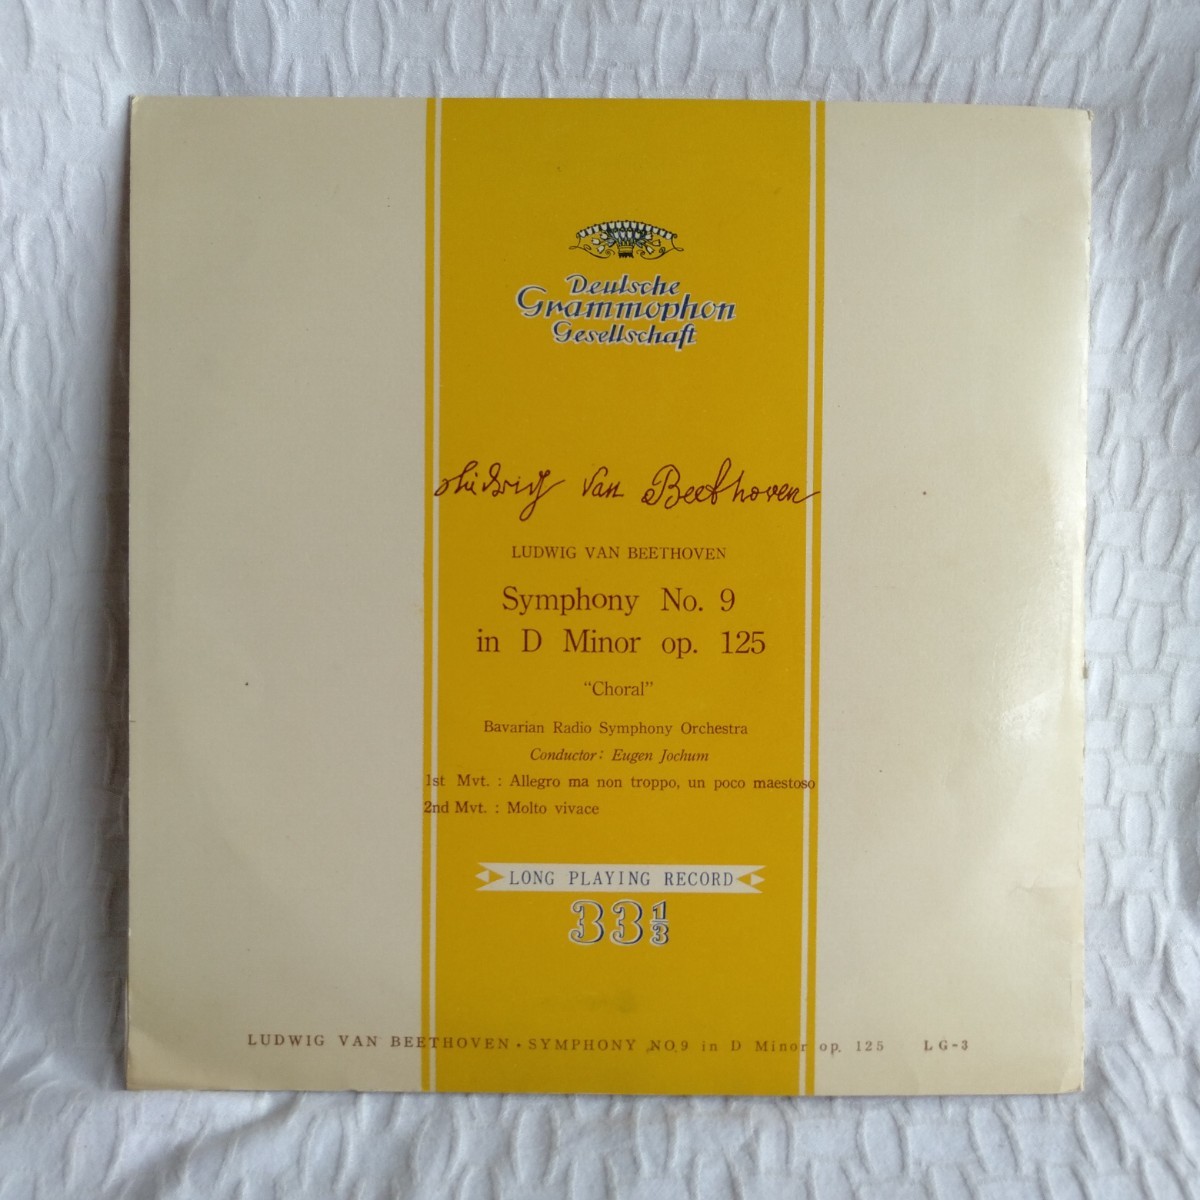 Deutsche
Grammophon
Gesellschaft
Ludwig van Beethoven
LUDWIG VAN BEETHOVEN
Symphony No. 9
in D Minor op. 125
“Choral”
Bavarian Radio Symphony Orchestra
Conductor: Eugen Jochum
1st Mvt. : Allegro ma non troppo, un poco maestoso
2nd Mvt. : Molto vivace
LONG PLAYING RECORD
33 1/3
LUDWIG VAN BEETHOVEN • SYMPHONY NO.9 in D Minor op. 125 LG-3